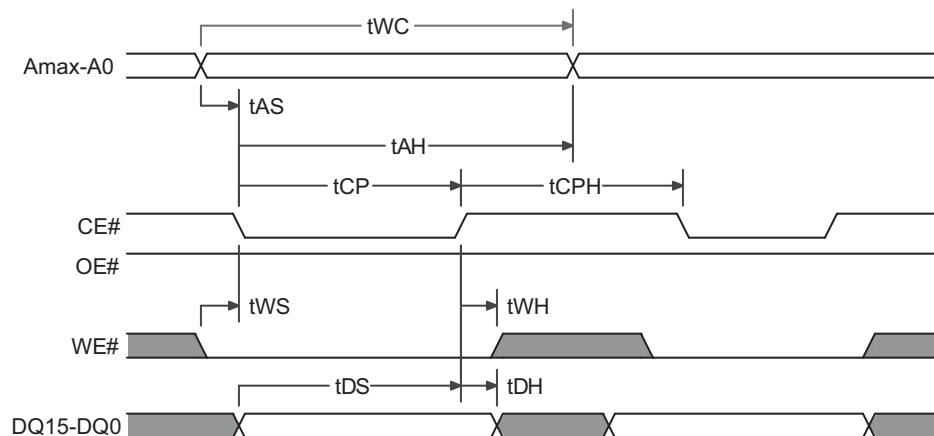 tWC
Amax-A0
tAS
tAH
tCP
tCPH
CE#
OE#
tWS
tWH
WE#
tDS
tDH
DQ15-DQ0